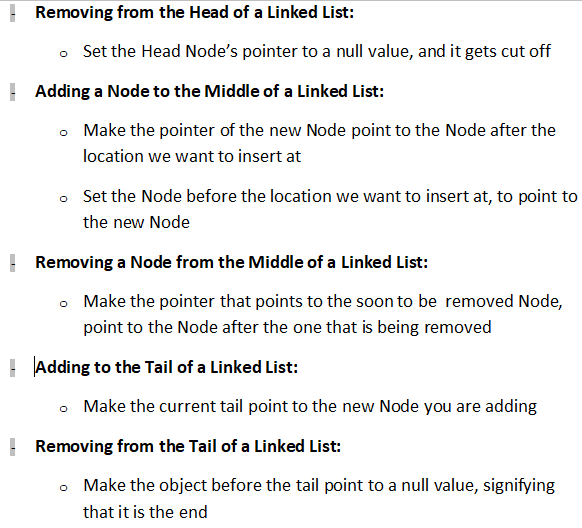 - Removing from the Head of a Linked List:
o Set the Head Node's pointer to a null value, and it gets cut off
- Adding a Node to the Middle of a Linked List:
o Make the pointer of the new Node point to the Node after the
location we want to insert at
o Set the Node before the location we want to insert at, to point to
the new Node
- Removing a Node from the Middle of a Linked List:
o Make the pointer that points to the soon to be  removed Node,
point to the Node after the one that is being removed
- Adding to the Tail of a Linked List:
o Make the current tail point to the new Node you are adding
- Removing from the Tail of a Linked List:
o Make the object before the tail point to a null value, signifying
that it is the end